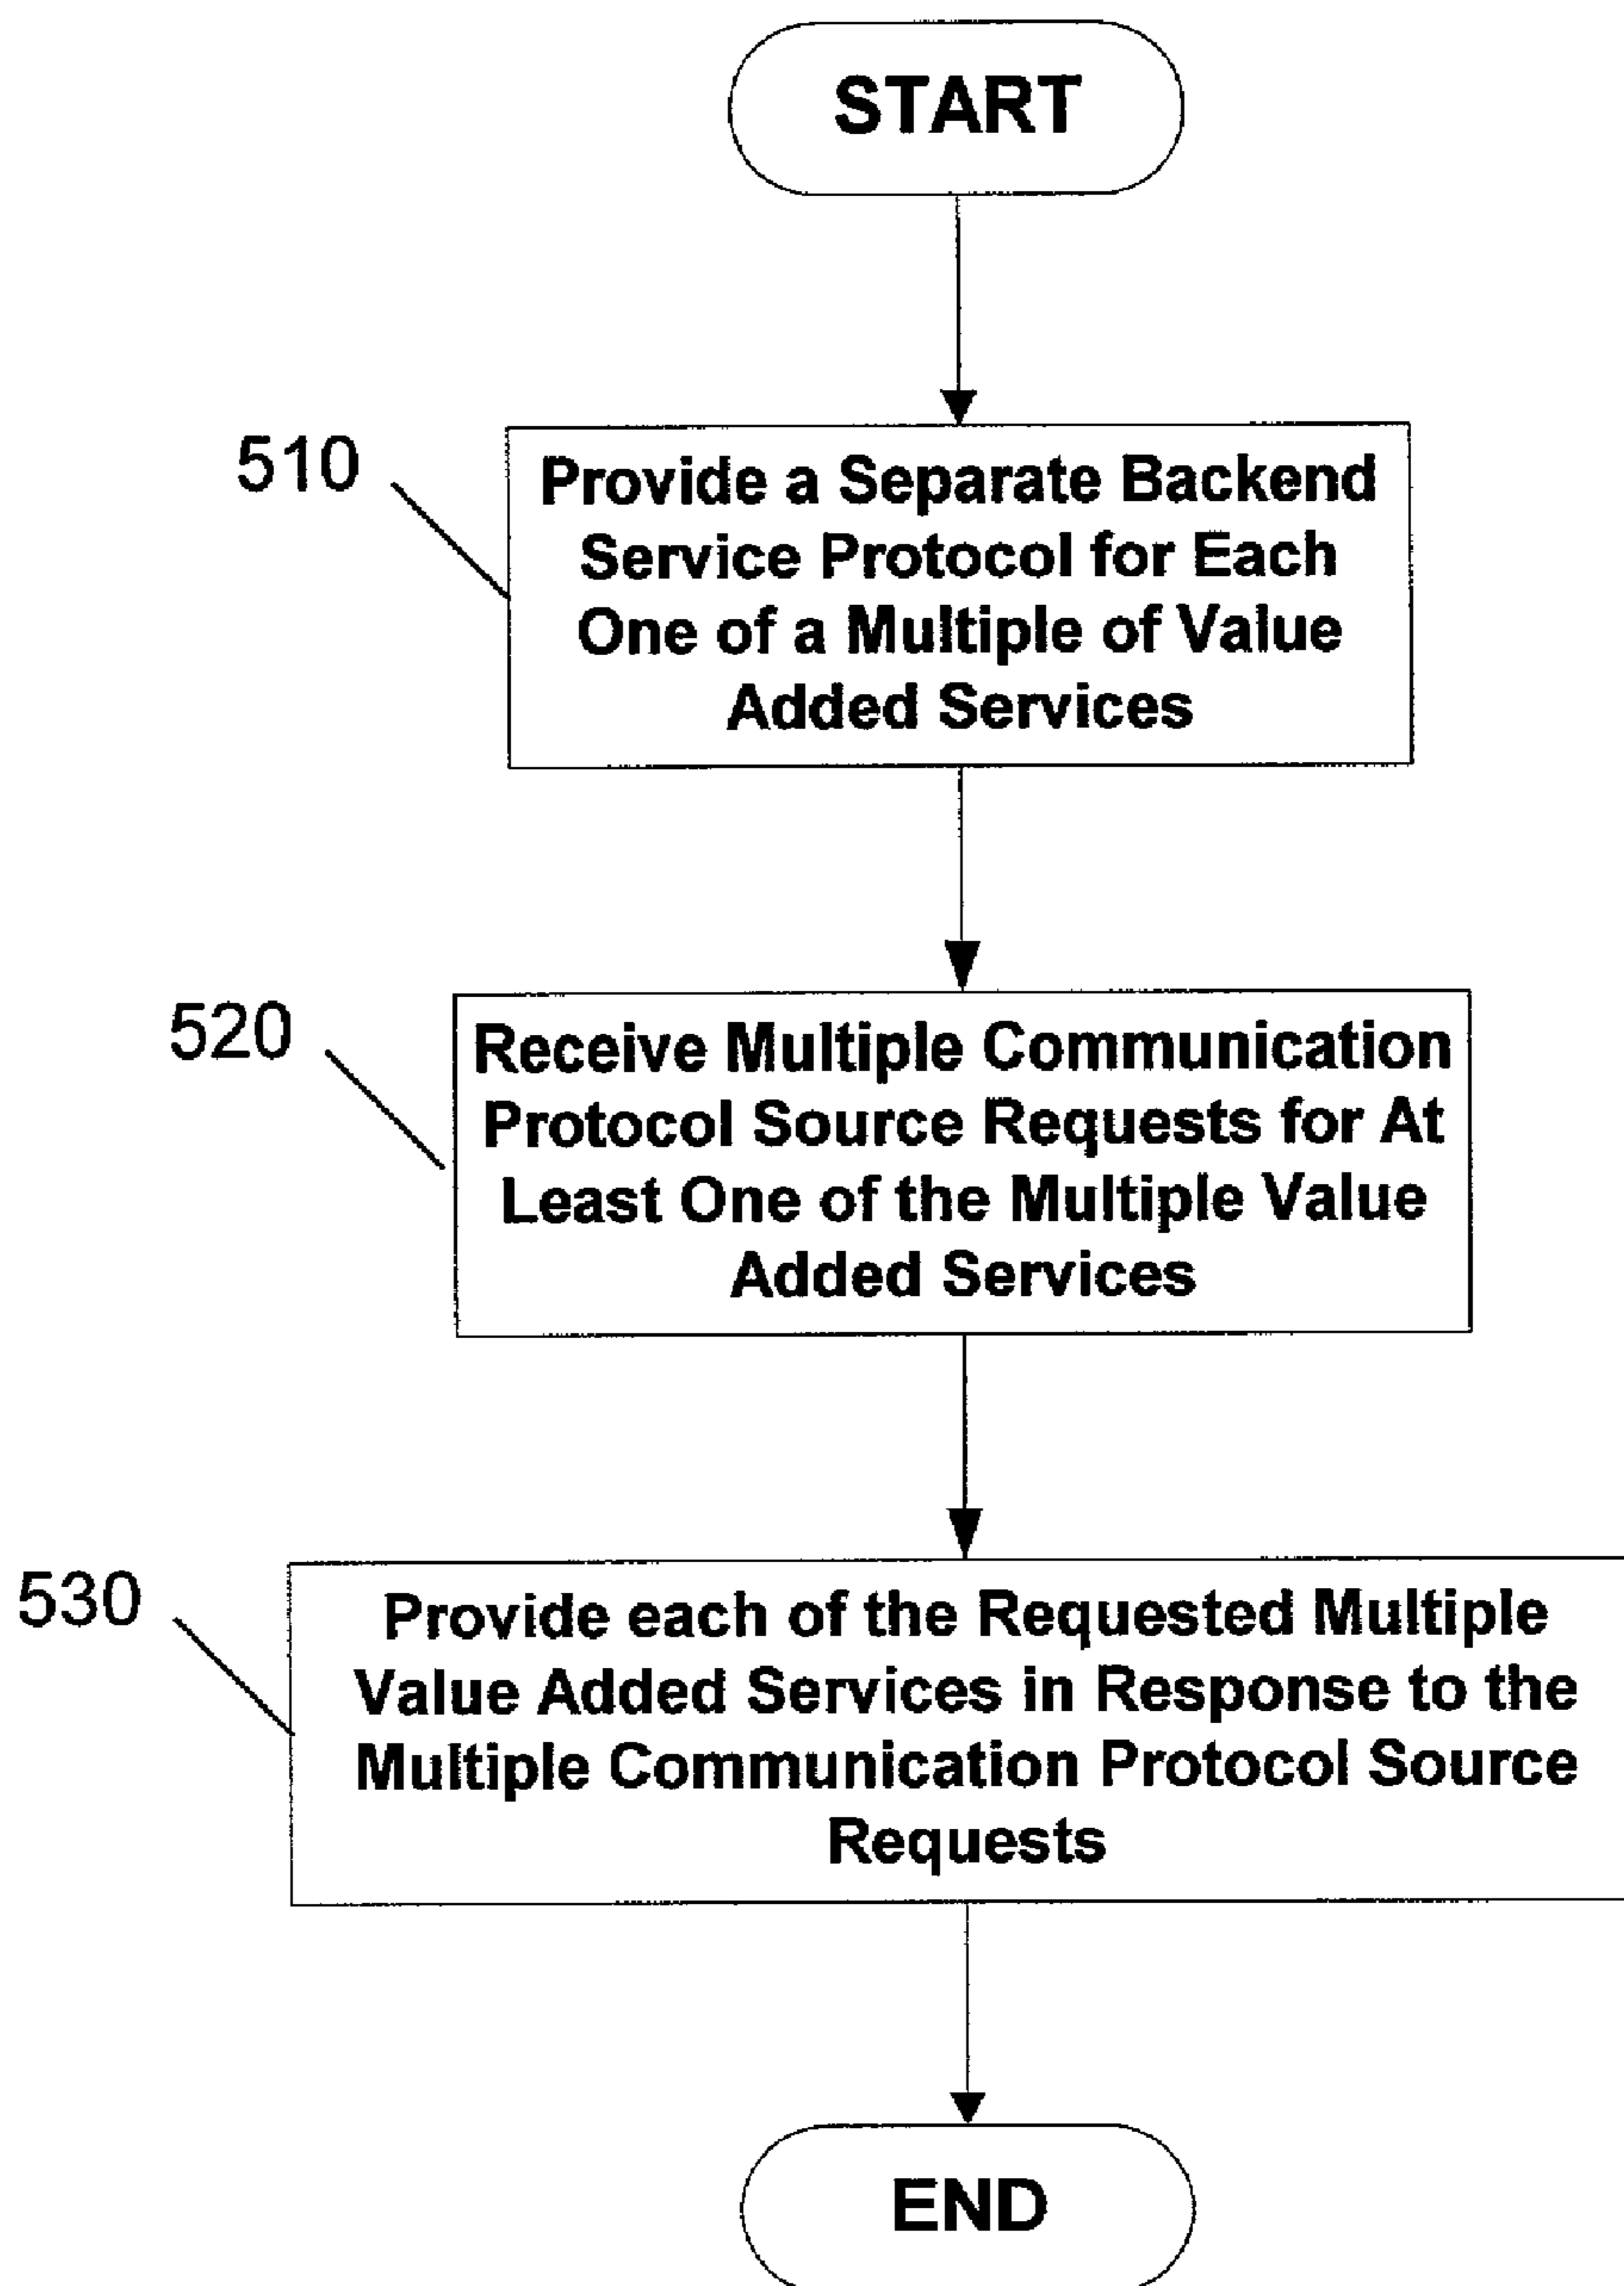 START
510
Provide a Separate Backend
Service Protocol for Each
One of a Multiple of Value
Added Services
520
Receive Multiple Communication
Protocol Source Requests for At
Least One of the Multiple Value
Added Services
530
Provide each of the Requested Multiple
Value Added Services in Response to the
Multiple Communication Protocol Source
Requests
END